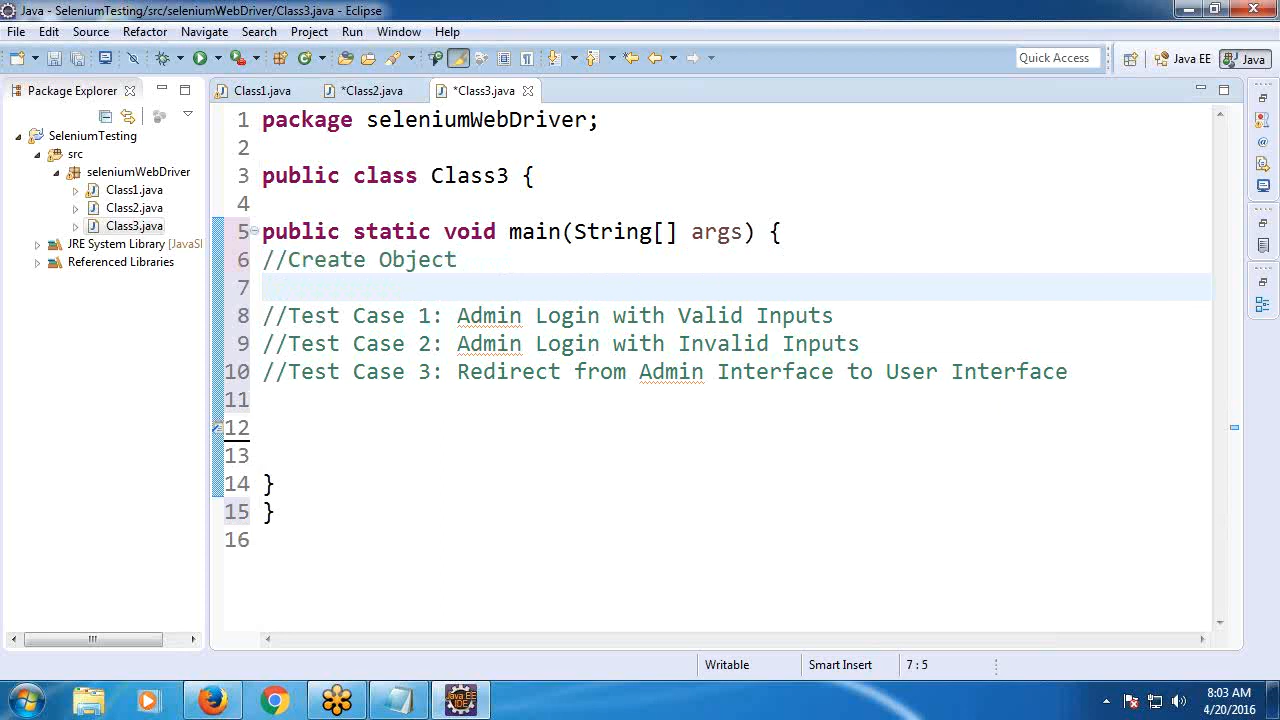 Java - SeleniumTesting/src/seleniumWebDriver/Class3.java - Eclipse
File Edit Source Refactor Navigate Search Project Run Window Help
Quick Access
Java EE
Java
Package Explorer
Class1.java
*Class2.java
*Class3.java
SeleniumTesting
src
seleniumWebDriver
Class1.java
Class2.java
Class3.java
JRE System Library [JavaS
Referenced Libraries
1 package seleniumWebDriver;
2
3 public class Class3 {
4
5 public static void main(String[] args) {
6 //Create Object
7
8 //Test Case 1: Admin Login with Valid Inputs
9 //Test Case 2: Admin Login with Invalid Inputs
10 //Test Case 3: Redirect from Admin Interface to User Interface
11
12
13
14 }
15 }
16
Writable
Smart Insert
7 : 5
Java EE
IDE
8:03 AM
4/20/2016